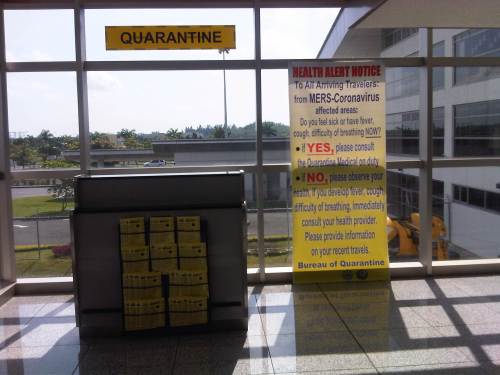 QUARANTINE
HEALTH ALERT NOTICE
To All Arriving Travelers:
from MERS-Coronavirus
affected areas:
Do you feel sick or have fever,
cough, difficulty of breathing NOW?
• If YES, please consult
the Quarantine Medical on duty
• If NO, please observe your
health, if you develop fever, cough,
difficulty of breathing, immediately
consult your health provider.
Please provide information
on your recent travels.
Bureau of Quarantine